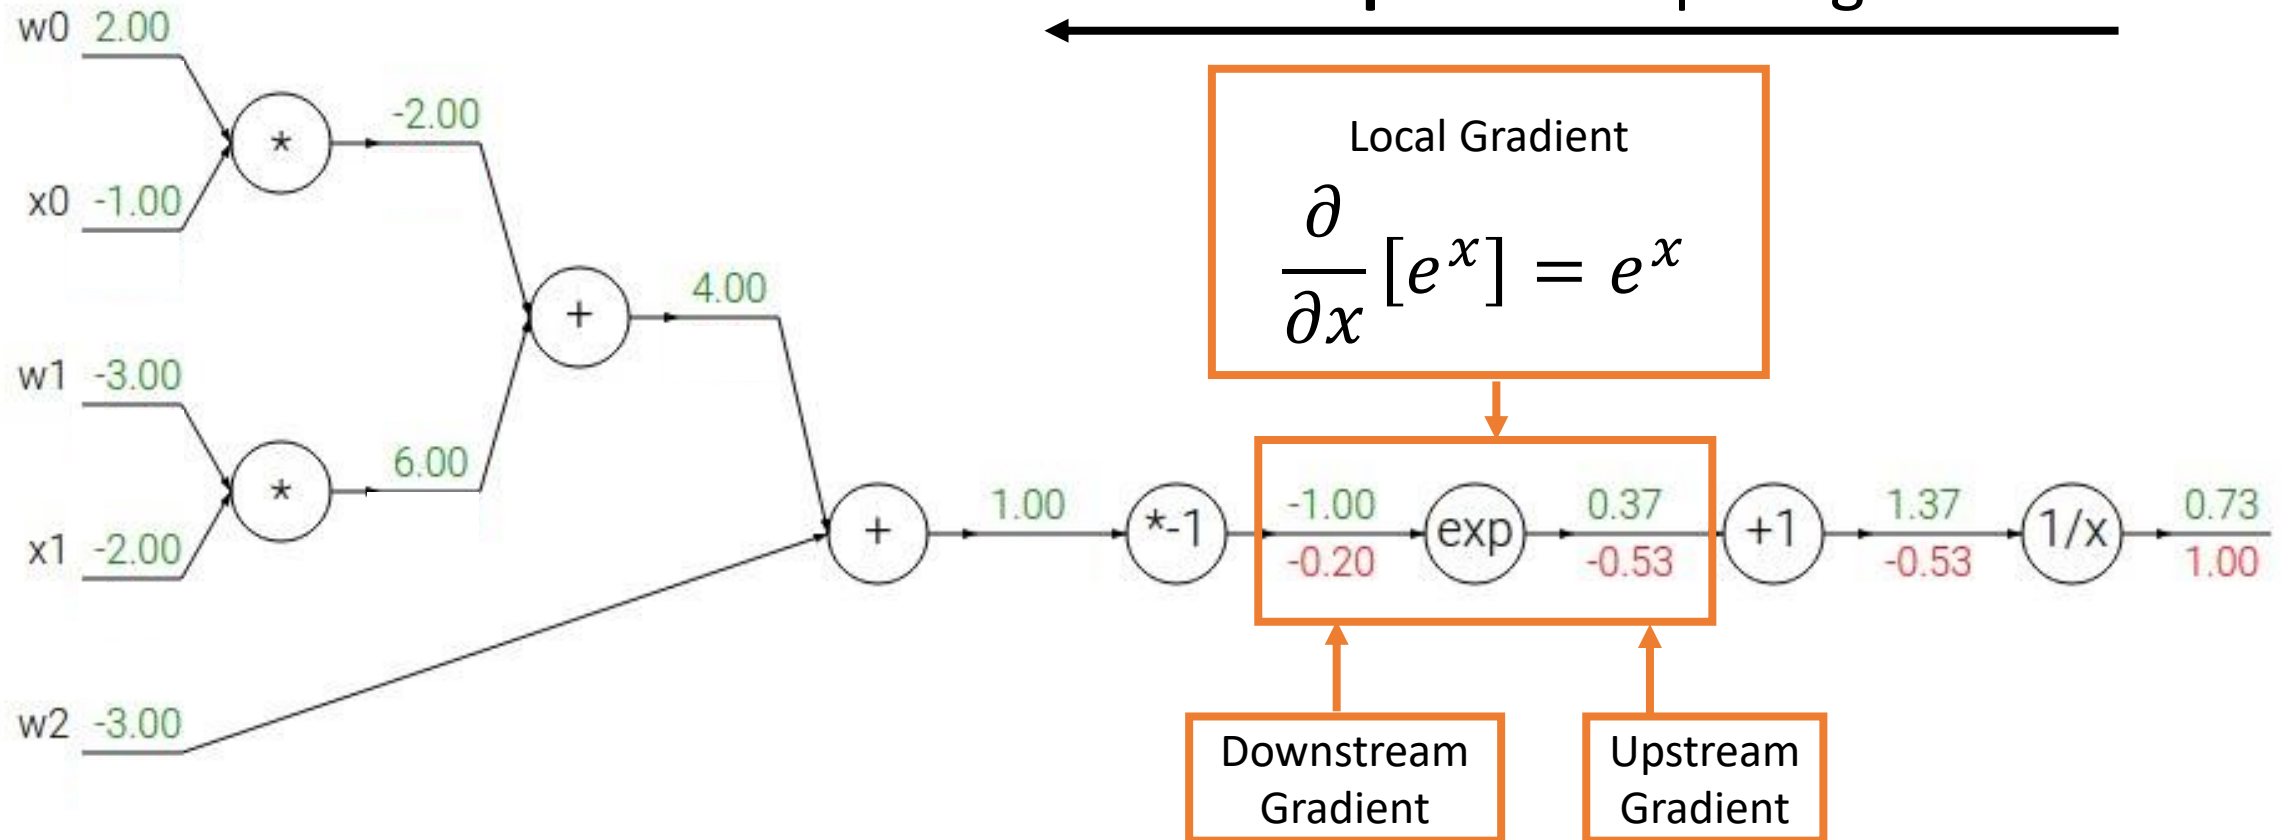 w0 2.00
x0 -1.00
*
-2.00
w1 -3.00
x1 -2.00
*
6.00
+
4.00
w2 -3.00
+
1.00
*-1
-1.00
-0.20
exp
0.37
-0.53
+1
1.37
-0.53
1/x
0.73
1.00
Local Gradient
∂/∂x [e^x] = e^x
Downstream
Gradient
Upstream
Gradient